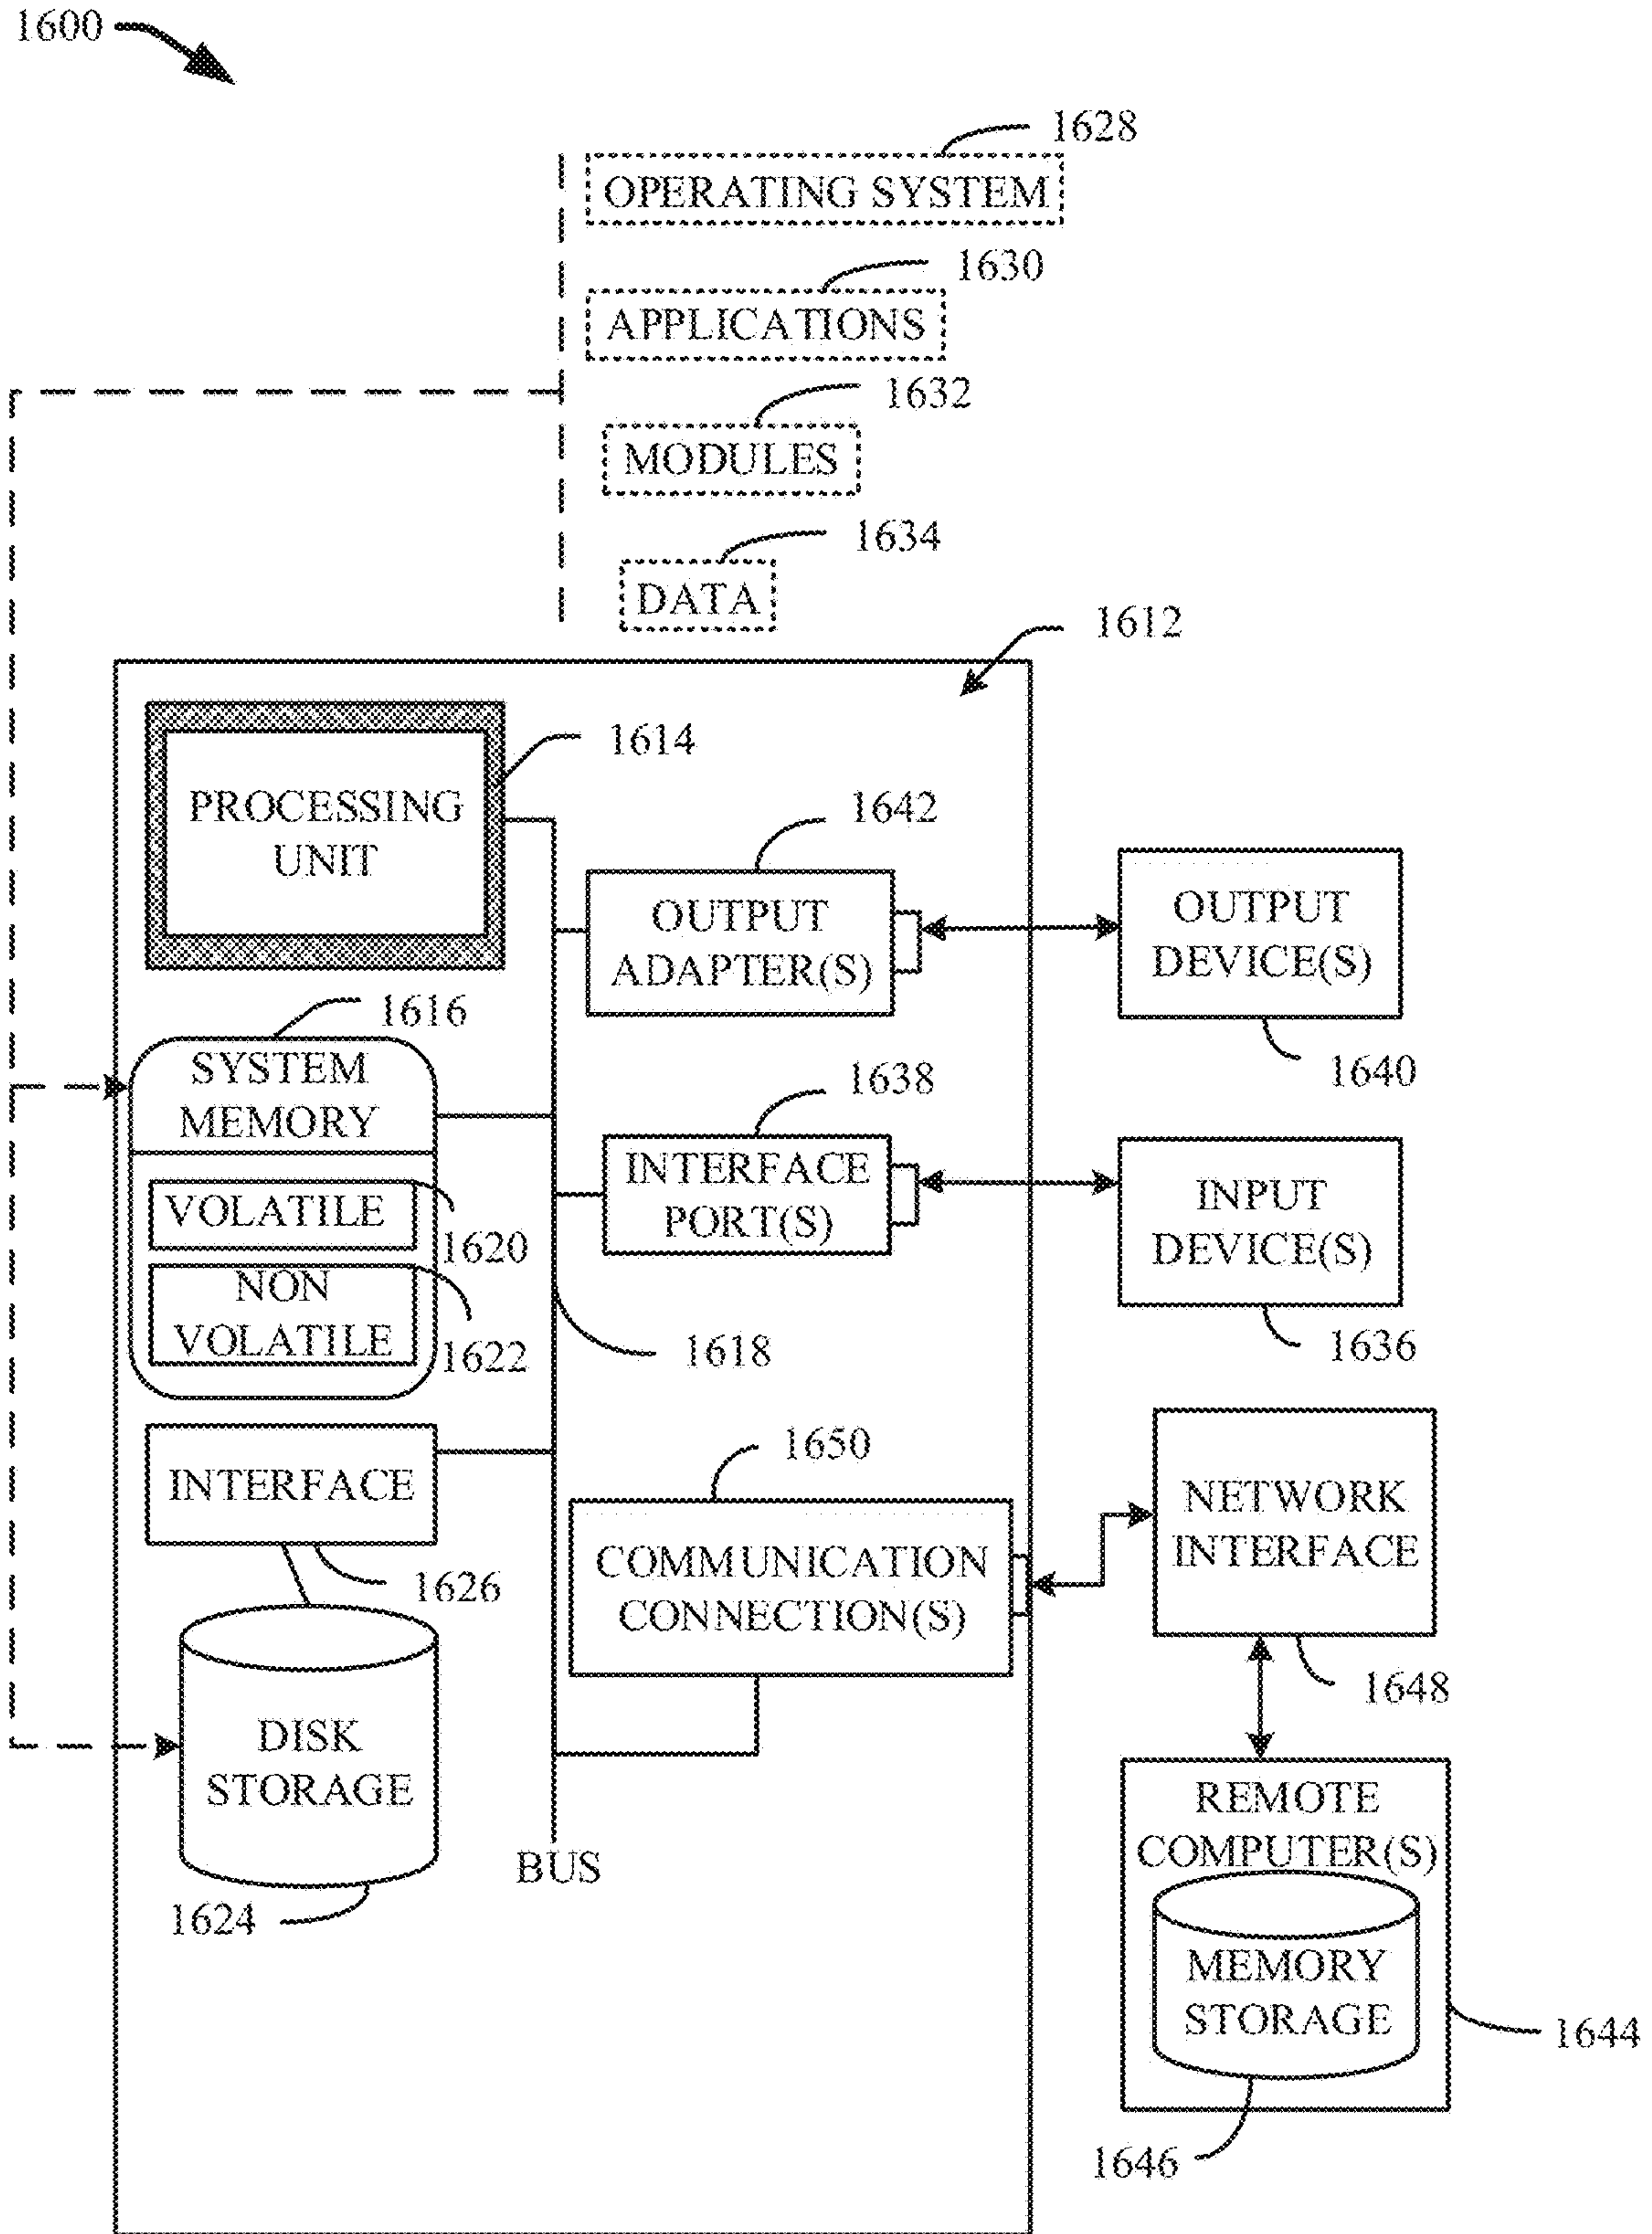 1600
1628
OPERATING SYSTEM
1630
APPLICATIONS
1632
MODULES
1634
DATA
1612
1614
PROCESSING
UNIT
1642
OUTPUT
ADAPTER(S)
OUTPUT
DEVICE(S)
1640
1616
SYSTEM
MEMORY
VOLATILE
1620
NON
VOLATILE
1622
1638
INTERFACE
PORT(S)
INPUT
DEVICE(S)
1636
1618
INTERFACE
1626
1650
COMMUNICATION
CONNECTION(S)
NETWORK
INTERFACE
1648
DISK
STORAGE
1624
BUS
REMOTE
COMPUTER(S)
MEMORY
STORAGE
1644
1646